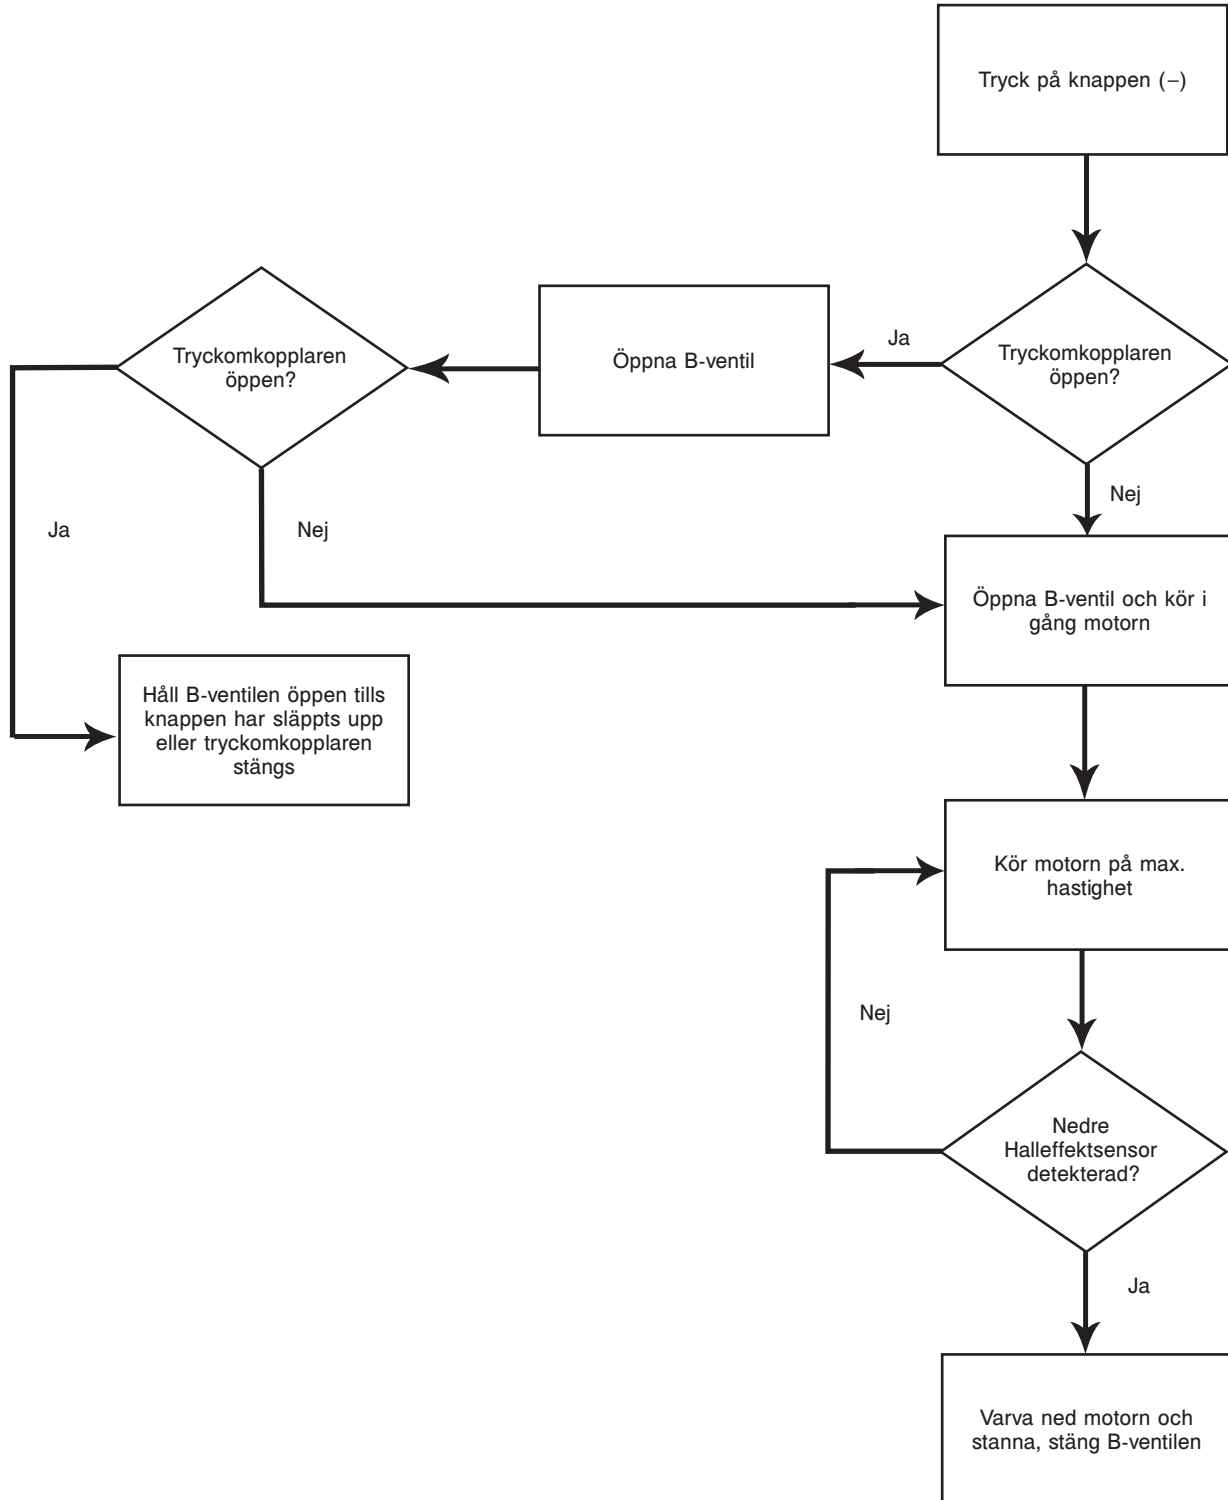 Tryck på knappen (–)
Tryckomkopplaren
öppen?
Ja
Öppna B-ventil
Tryckomkopplaren
öppen?
Nej
Ja
Nej
Öppna B-ventil och kör i
gång motorn
Håll B-ventilen öppen tills
knappen har släppts upp
eller tryckomkopplaren
stängs
Kör motorn på max.
hastighet
Nej
Nedre
Halleffektsensor
detekterad?
Ja
Varva ned motorn och
stanna, stäng B-ventilen